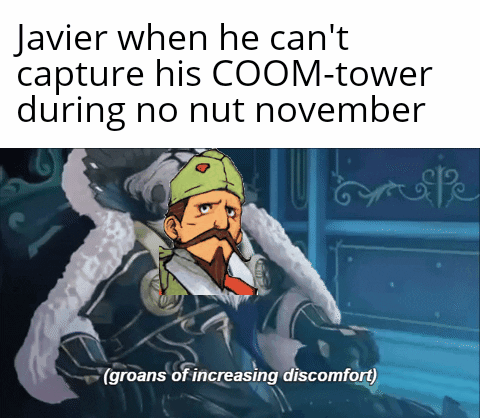 Javier when he can't
capture his COOM-tower
during no nut november
(groans of increasing discomfort)